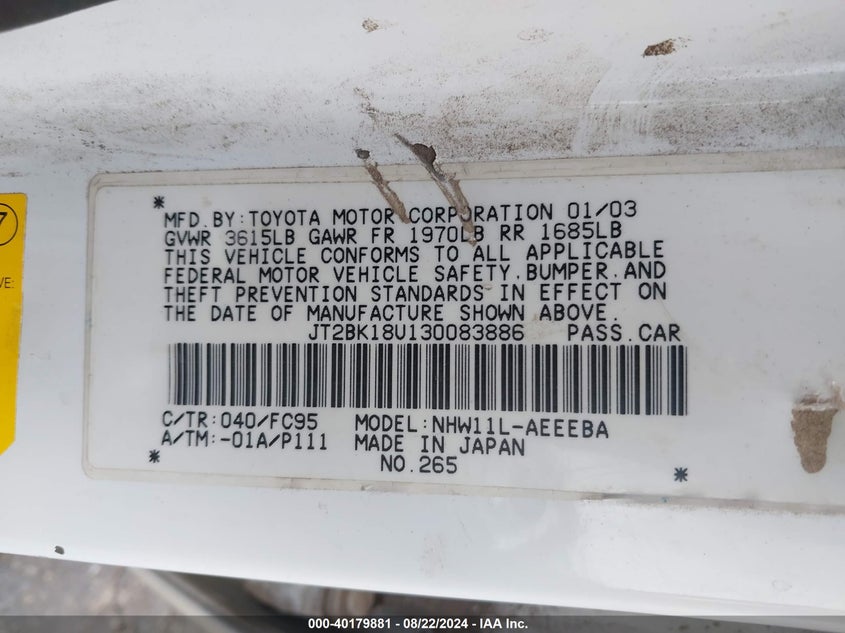 7
VE:
MFD.BY:TOYOTA MOTOR CORPORATION 01/03
GVWR 3615LB GAWR FR 1970LB RR 1685LB
THIS VEHICLE CONFORMS TO ALL APPLICABLE
FEDERAL MOTOR VEHICLE SAFETY.BUMPER.AND
THEFT PREVENTION STANDARDS IN EFFECT ON
THE DATE OF MANUFACTURE SHOWN ABOVE.
JT2BK18U130083886 PASS.CAR
C/TR:040/FC95 MODEL:NHW11L-AEEEBA
A/TM:-01A/P111 MADE IN JAPAN
NO.265
000-40179881 - 08/22/2024 - IAA Inc.